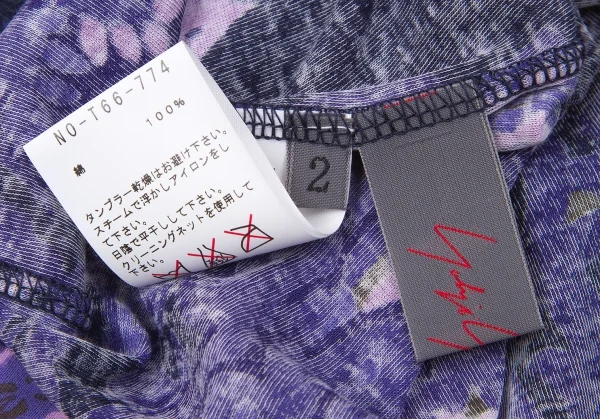 NO-T66-774
綿 100%
タンブラー乾燥はお避け下さい。
スチームで浮かしアイロンをし
て下さい。
日陰で平干しして下さい。
クリーニングネットを使用して
下さい。
2